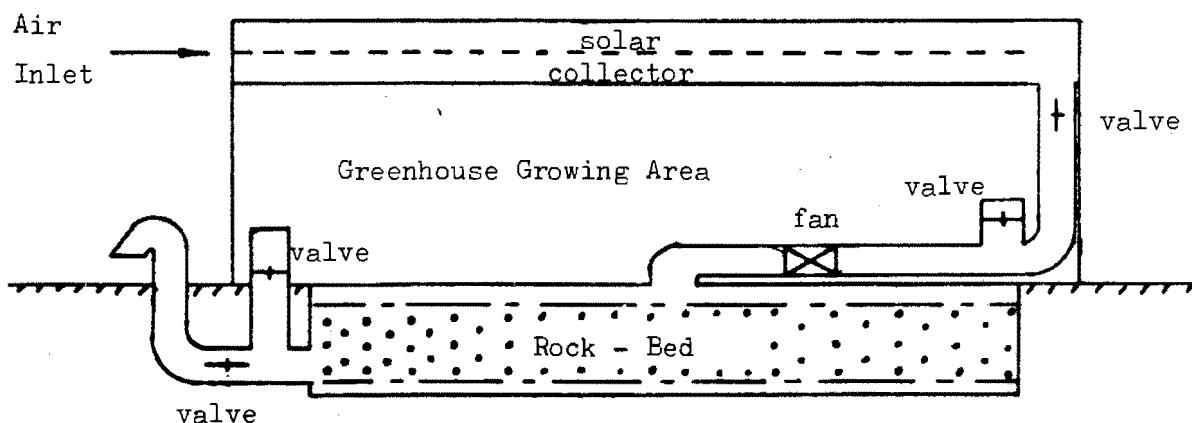 Air
Inlet
solar
collector
valve
Greenhouse Growing Area
valve
fan
valve
Rock - Bed
valve